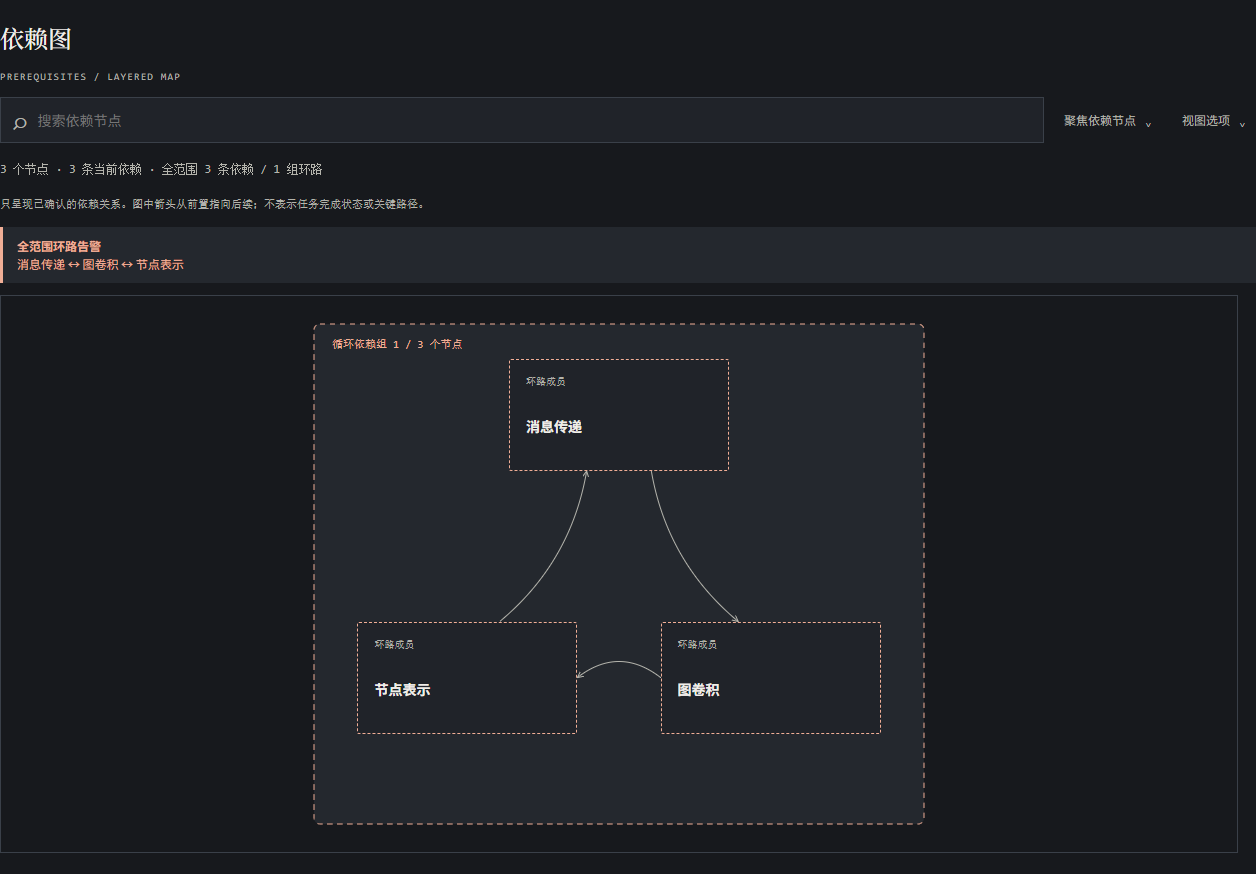 依赖图
PREREQUISITES / LAYERED MAP
搜索依赖节点
聚焦依赖节点
视图选项
3 个节点 · 3 条当前依赖 · 全范围 3 条依赖 / 1 组环路
只呈现已确认的依赖关系。图中箭头从前置指向后续; 不表示任务完成状态或关键路径。
全范围环路告警
消息传递 ↔ 图卷积 ↔ 节点表示
循环依赖组 1 / 3 个节点
环路成员
消息传递
环路成员
节点表示
环路成员
图卷积